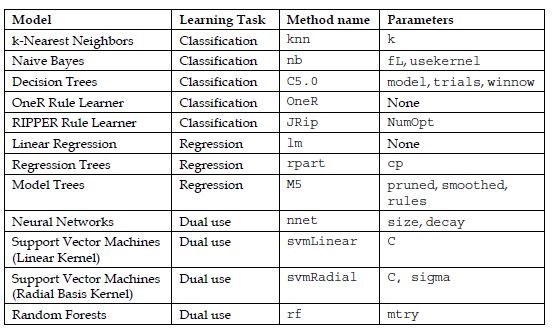 Model Learning Task Method name Parameters
k-Nearest Neighbors Classification knn k
Naive Bayes Classification nb fL, usekernel
Decision Trees Classification C5.0 model, trials, winnow
OneR Rule Learner Classification OneR None
RIPPER Rule Learner Classification JRip NumOpt
Linear Regression Regression lm None
Regression Trees Regression rpart cp
Model Trees Regression M5 pruned, smoothed,
rules
Neural Networks Dual use nnet size, decay
Support Vector Machines Dual use svmLinear C
(Linear Kernel)
Support Vector Machines Dual use svmRadial C, sigma
(Radial Basis Kernel)
Random Forests Dual use rf mtry